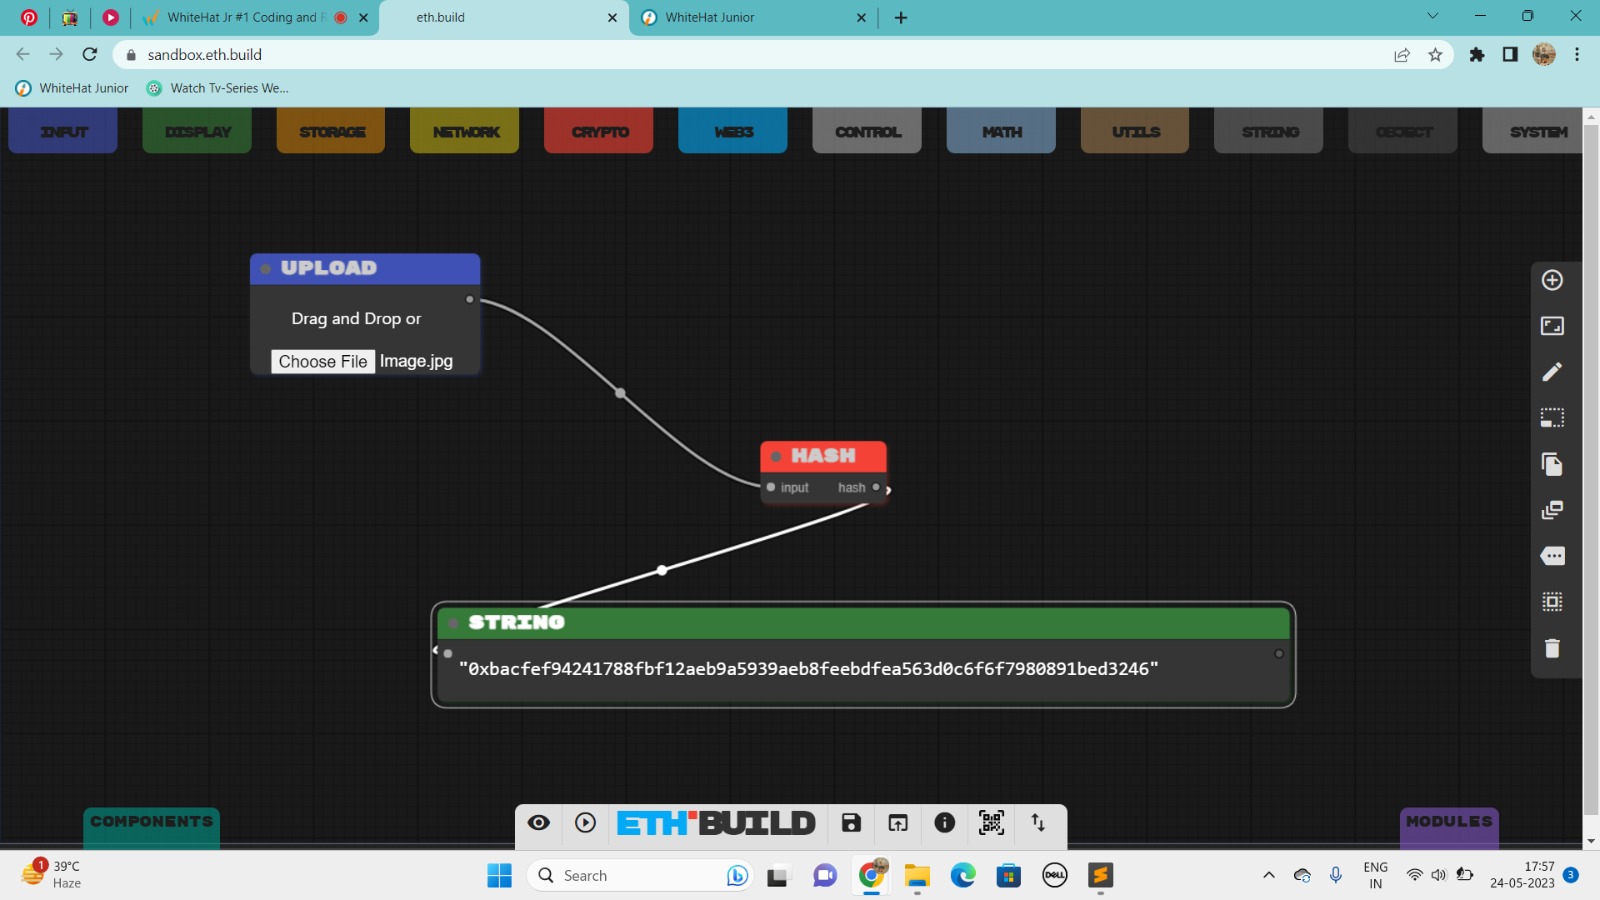 WhiteHat Jr #1 Coding and
eth.build
WhiteHat Junior
sandbox.eth.build
WhiteHat Junior
Watch Tv-Series We...
INPUT
DISPLAY
STORAGE
NETWORK
CRYPTO
WEB3
CONTROL
MATH
UTILS
STRING
OBJECT
SYSTEM
UPLOAD
Drag and Drop or
Choose File Image.jpg
HASH
input hash
STRING
"0xbacfef94241788fbf12aeb9a5939aeb8feebdfea563d0c6f6f7980891bed3246"
COMPONENTS
ETH.BUILD
MODULES
1
39°C
Haze
Search
DELL
ENG
IN
17:57
24-05-2023
3